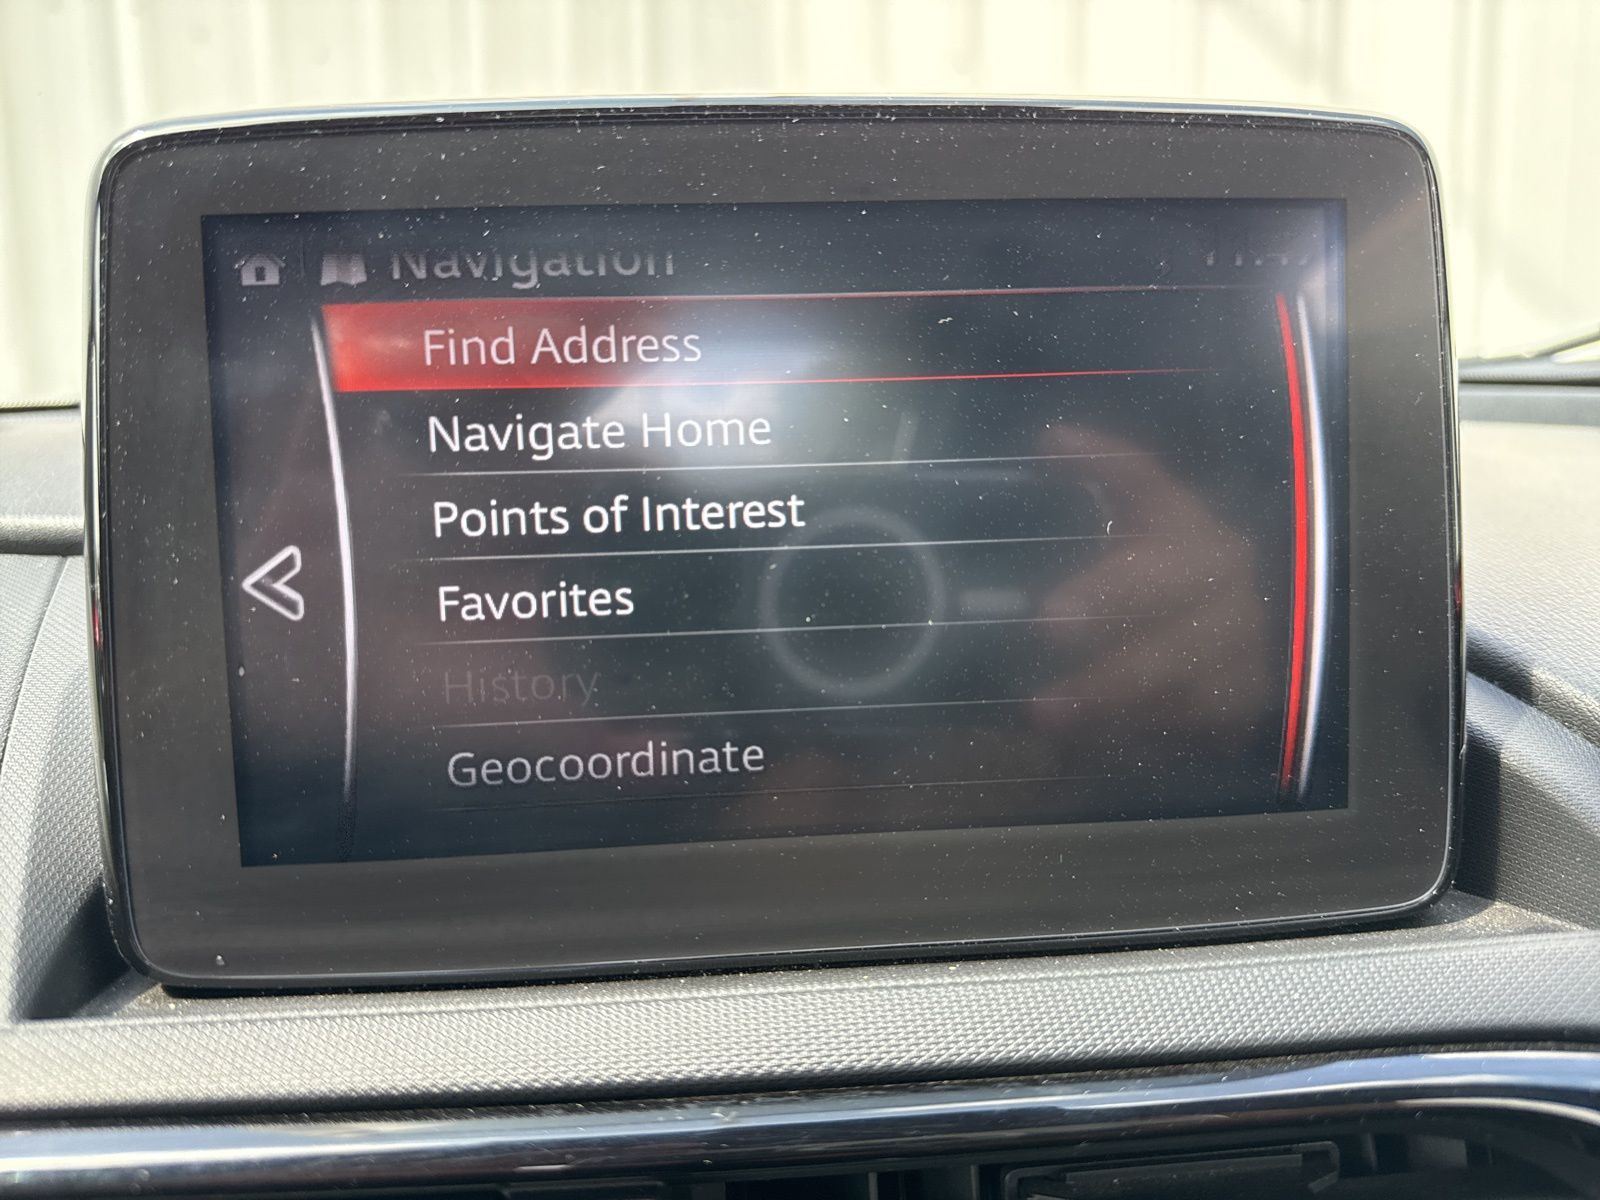 Navigation
Find Address
Navigate Home
Points of Interest
Favorites
History
Geocoordinate